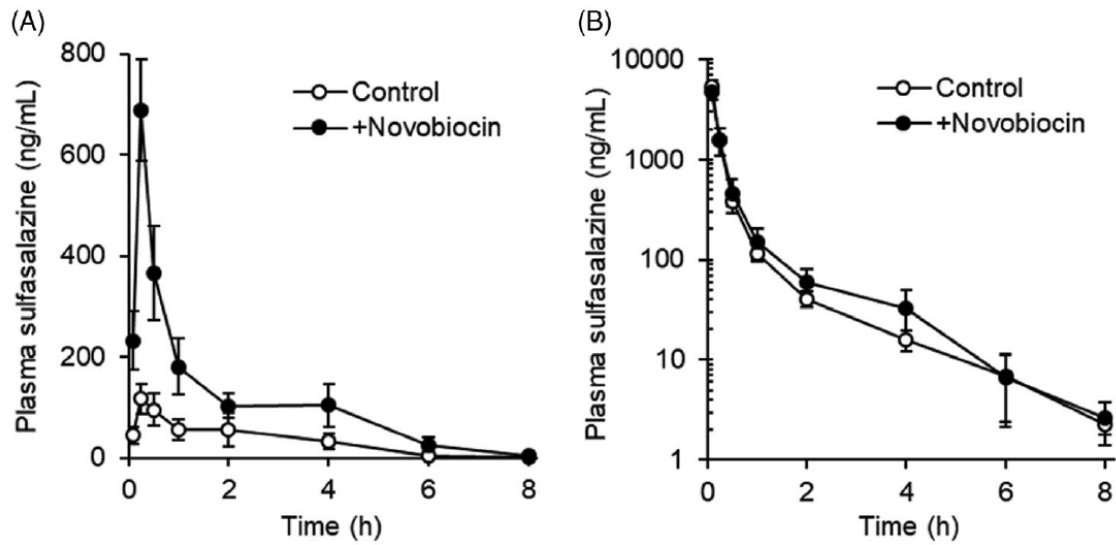 (A)
Plasma sulfasalazine (ng/mL)
800
600
400
200
0
Control
+Novobiocin
0 2 4 6 8
Time (h)
(B)
Plasma sulfasalazine (ng/mL)
10000
1000
100
10
1
Control
+Novobiocin
0 2 4 6 8
Time (h)